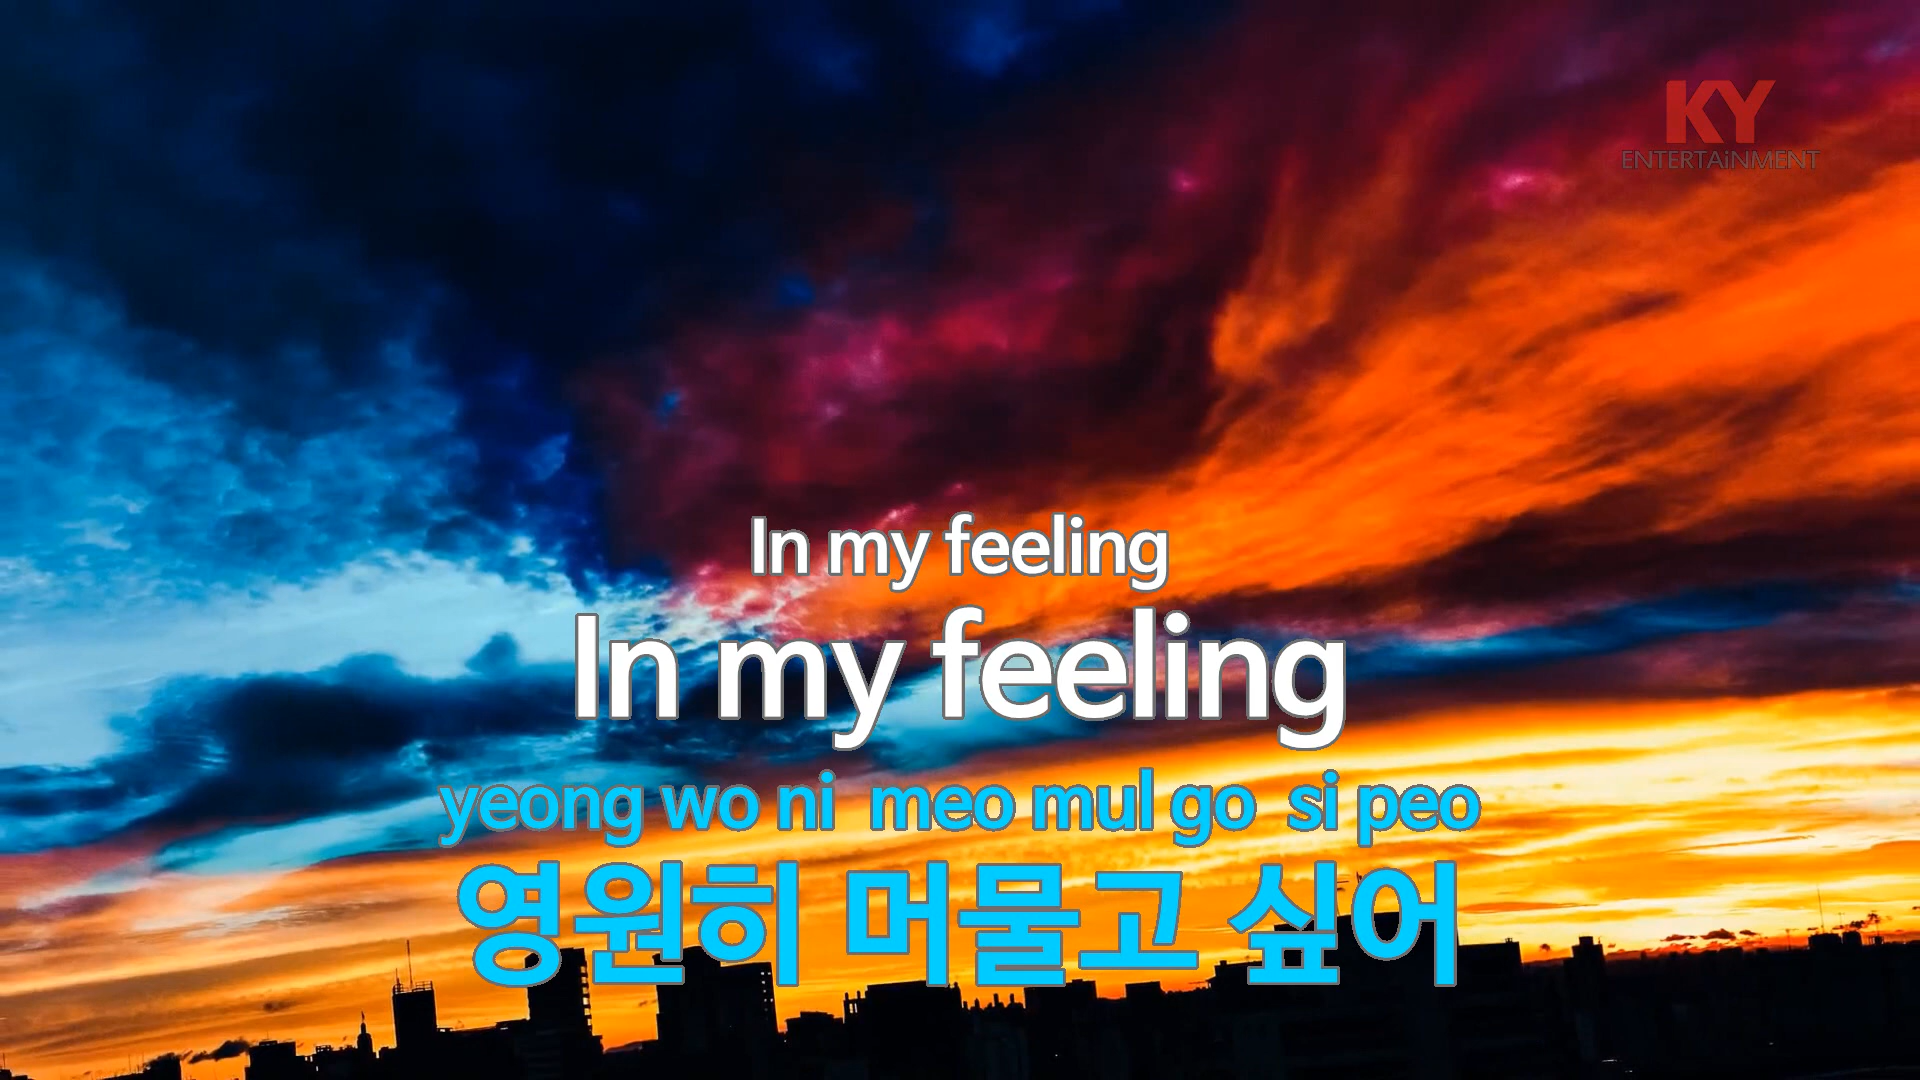 KY
ENTERTAiNMENT
In my feeling
In my feeling
yeong wo ni meo mul go si peo
영원히 머물고 싶어